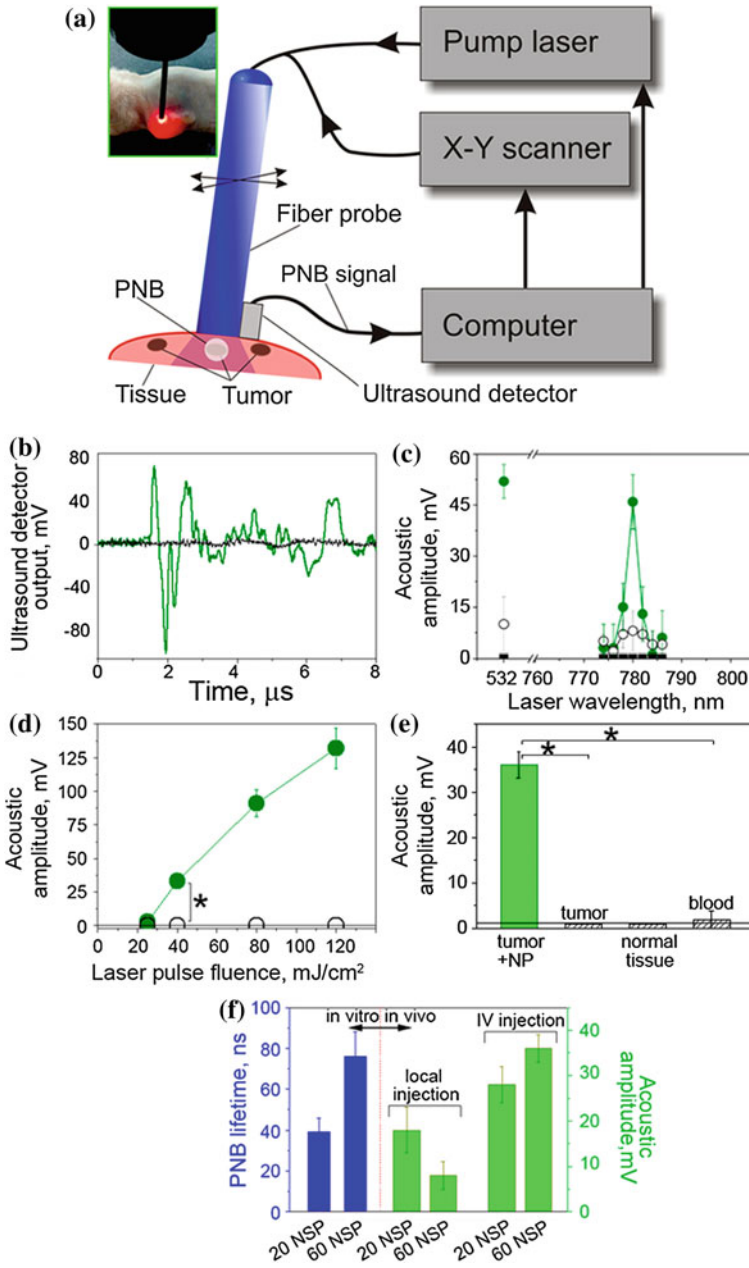 (a)
Pump laser
X-Y scanner
Fiber probe
PNB signal
PNB
Computer
Tissue
Tumor
Ultrasound detector
(b)
Ultrasound detector
output, mV
80
40
0
-40
-80
0 2 4 6 8
Time, µs
(c)
Acoustic
amplitude, mV
60
45
30
15
0
532 760 770 780 790 800
Laser wavelength, nm
(d)
Acoustic
amplitude, mV
150
125
100
75
50
25
0
*
0 20 40 60 80 100 120
Laser pulse fluence, mJ/cm²
(e)
Acoustic
amplitude, mV
40
30
20
10
0
*
*
tumor
blood
tumor
+NP
normal
tissue
(f)
PNB lifetime, ns
100
80
60
40
20
0
in vitro in vivo
local
injection
IV injection
40
30
20
10
0
Acoustic
amplitude,mV
20 NSP
60 NSP
20 NSP
60 NSP
20 NSP
60 NSP